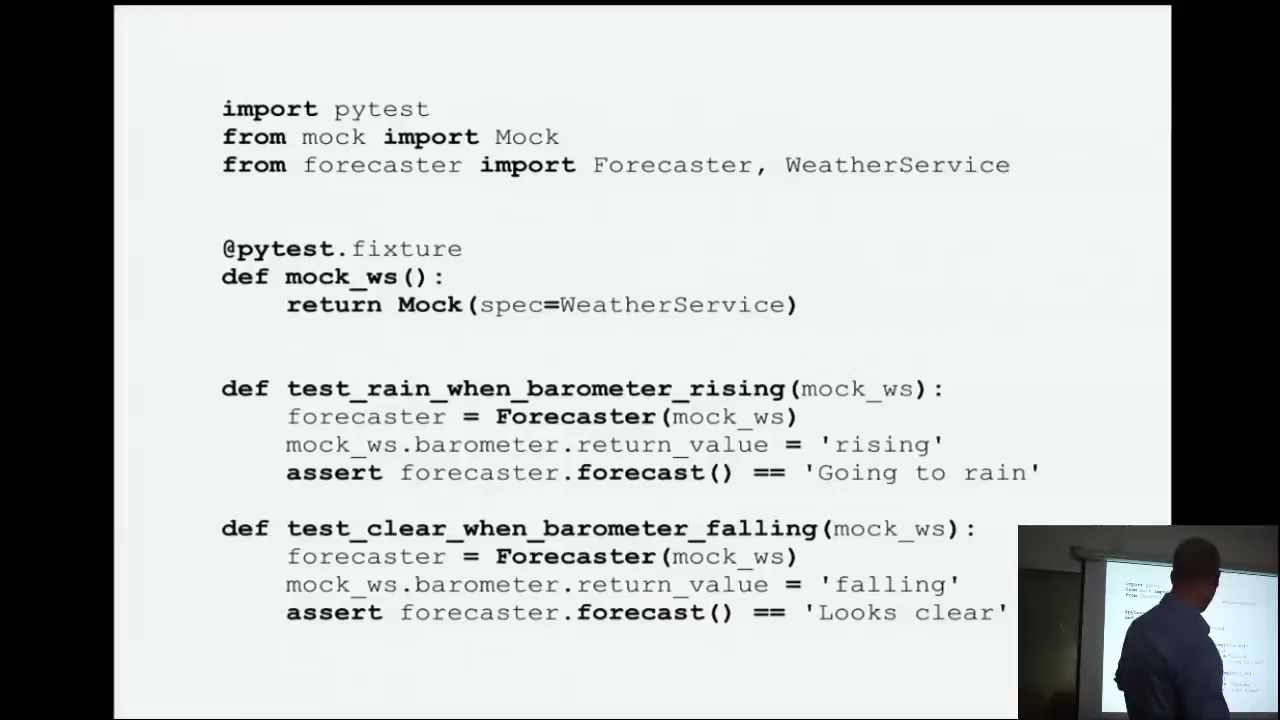 import pytest
from mock import Mock
from forecaster import Forecaster, WeatherService
@pytest.fixture
def mock_ws():
return Mock(spec=WeatherService)
def test_rain_when_barometer_rising(mock_ws):
forecaster = Forecaster(mock_ws)
mock_ws.barometer.return_value = 'rising'
assert forecaster.forecast() == 'Going to rain'
def test_clear_when_barometer_falling(mock_ws):
forecaster = Forecaster(mock_ws)
mock_ws.barometer.return_value = 'falling'
assert forecaster.forecast() == 'Looks clear'